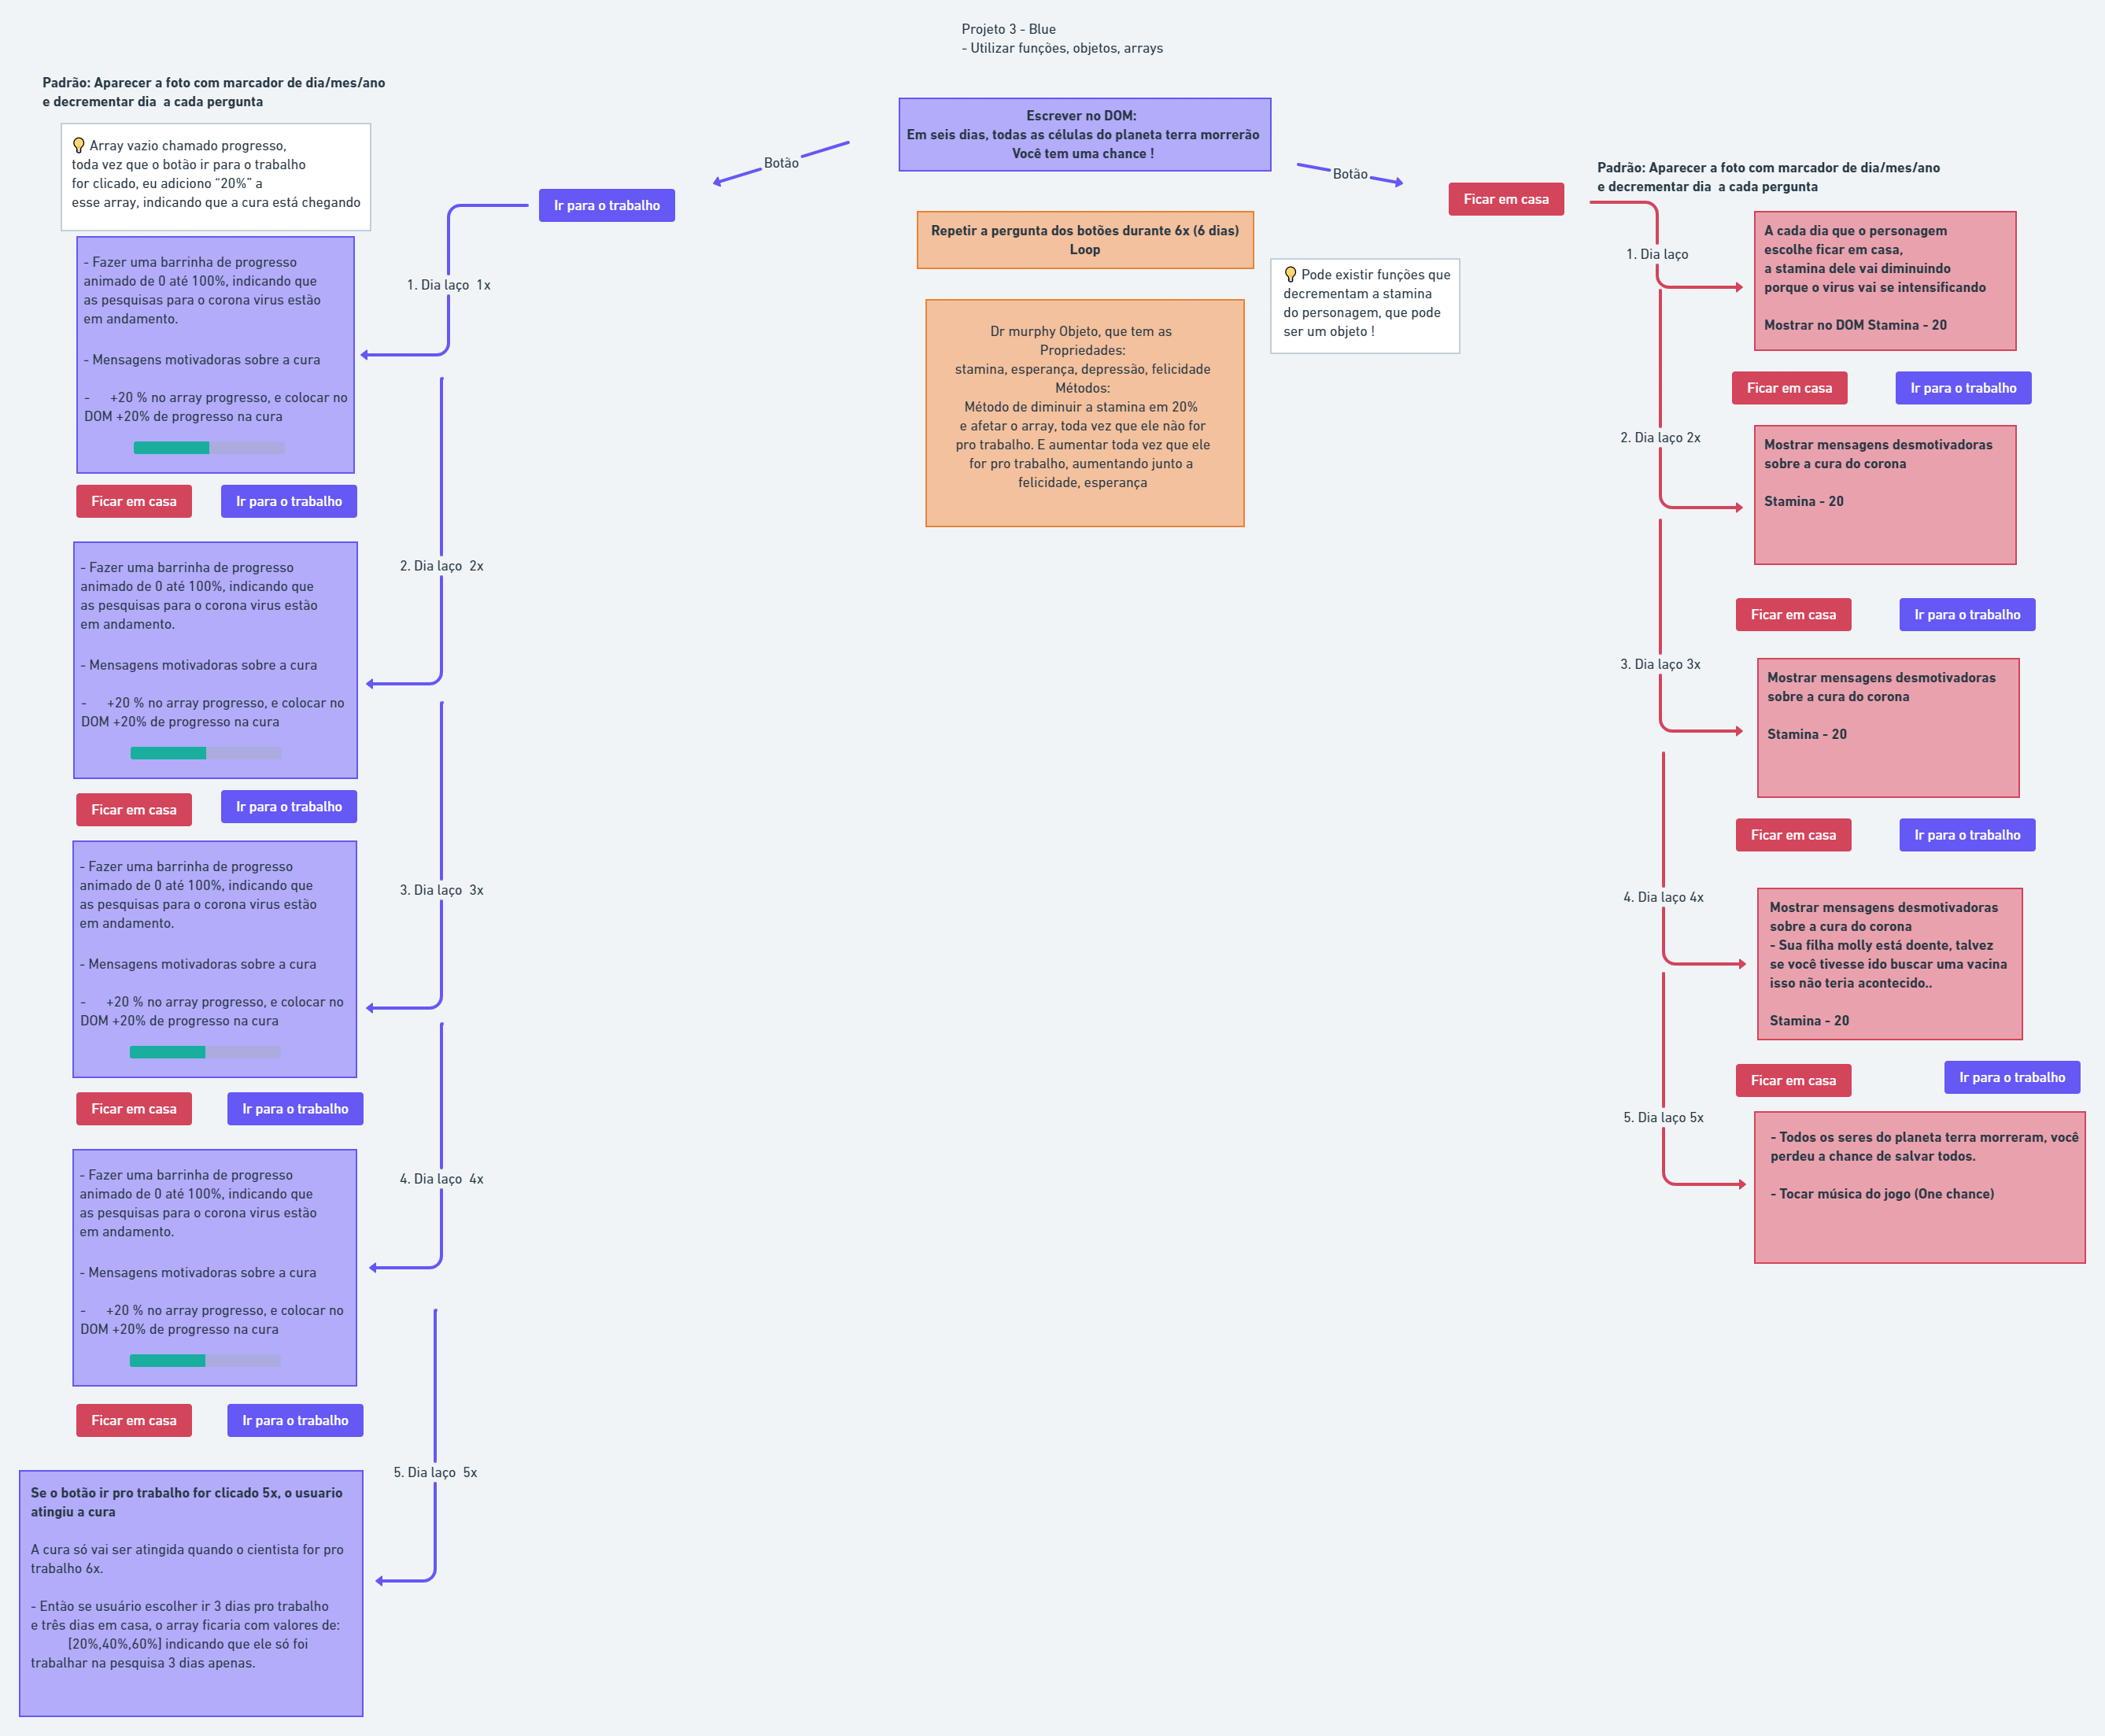 Projeto 3 - Blue
- Utilizar funções, objetos, arrays
Padrão: Aparecer a foto com marcador de dia/mes/ano
e decrementar dia a cada pergunta
Array vazio chamado progresso,
toda vez que o botão ir para o trabalho
for clicado, eu adiciono “20%” a
esse array, indicando que a cura está chegando
- Fazer uma barrinha de progresso
animado de 0 até 100%, indicando que
as pesquisas para o corona virus estão
em andamento.
- Mensagens motivadoras sobre a cura
- +20 % no array progresso, e colocar no
DOM +20% de progresso na cura
Ficar em casa
Ir para o trabalho
- Fazer uma barrinha de progresso
animado de 0 até 100%, indicando que
as pesquisas para o corona virus estão
em andamento.
- Mensagens motivadoras sobre a cura
- +20 % no array progresso, e colocar no
DOM +20% de progresso na cura
Ficar em casa
Ir para o trabalho
- Fazer uma barrinha de progresso
animado de 0 até 100%, indicando que
as pesquisas para o corona virus estão
em andamento.
- Mensagens motivadoras sobre a cura
- +20 % no array progresso, e colocar no
DOM +20% de progresso na cura
Ficar em casa
Ir para o trabalho
- Fazer uma barrinha de progresso
animado de 0 até 100%, indicando que
as pesquisas para o corona virus estão
em andamento.
- Mensagens motivadoras sobre a cura
- +20 % no array progresso, e colocar no
DOM +20% de progresso na cura
Ficar em casa
Ir para o trabalho
Se o botão ir pro trabalho for clicado 5x, o usuario
atingiu a cura
A cura só vai ser atingida quando o cientista for pro
trabalho 6x.
- Então se usuário escolher ir 3 dias pro trabalho
e três dias em casa, o array ficaria com valores de:
[20%,40%,60%] indicando que ele só foi
trabalhar na pesquisa 3 dias apenas.
Botão
Ir para o trabalho
1. Dia laço 1x
2. Dia laço 2x
3. Dia laço 3x
4. Dia laço 4x
5. Dia laço 5x
Escrever no DOM:
Em seis dias, todas as células do planeta terra morrerão
Você tem uma chance !
Repetir a pergunta dos botões durante 6x (6 dias)
Loop
Dr murphy Objeto, que tem as
Propriedades:
stamina, esperança, depressão, felicidade
Métodos:
Método de diminuir a stamina em 20%
e afetar o array, toda vez que ele não for
pro trabalho. E aumentar toda vez que ele
for pro trabalho, aumentando junto a
felicidade, esperança
Pode existir funções que
decrementam a stamina
do personagem, que pode
ser um objeto !
Botão
Ficar em casa
Padrão: Aparecer a foto com marcador de dia/mes/ano
e decrementar dia a cada pergunta
1. Dia laço
A cada dia que o personagem
escolhe ficar em casa,
a stamina dele vai diminuindo
porque o virus vai se intensificando
Mostrar no DOM Stamina - 20
Ficar em casa
Ir para o trabalho
2. Dia laço 2x
Mostrar mensagens desmotivadoras
sobre a cura do corona
Stamina - 20
Ficar em casa
Ir para o trabalho
3. Dia laço 3x
Mostrar mensagens desmotivadoras
sobre a cura do corona
Stamina - 20
Ficar em casa
Ir para o trabalho
4. Dia laço 4x
Mostrar mensagens desmotivadoras
sobre a cura do corona
- Sua filha molly está doente, talvez
se você tivesse ido buscar uma vacina
isso não teria acontecido..
Stamina - 20
Ficar em casa
Ir para o trabalho
5. Dia laço 5x
- Todos os seres do planeta terra morreram, você
perdeu a chance de salvar todos.
- Tocar música do jogo (One chance)